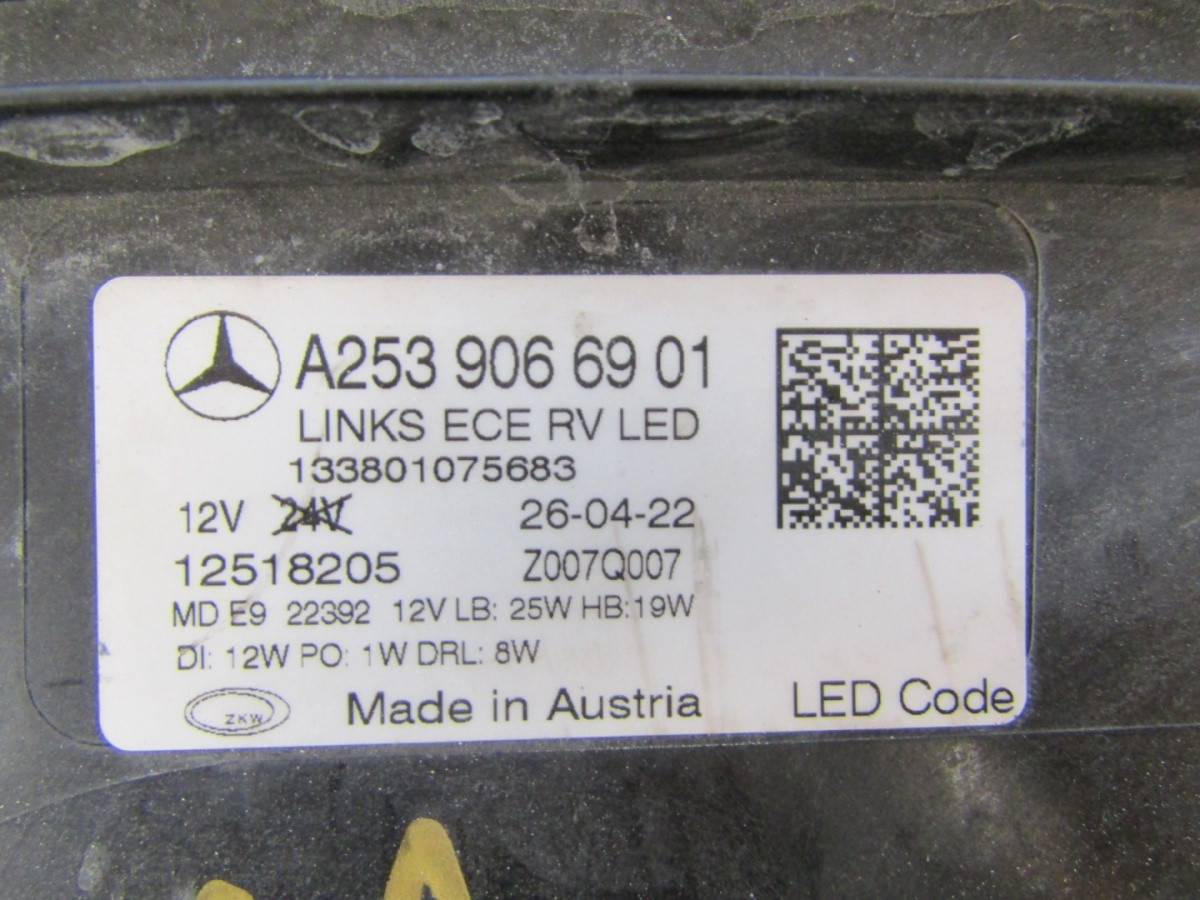 A253 906 69 01
LINKS ECE RV LED
133801075683
12V 24V 26-04-22
12518205 Z007Q007
MD E9 22392 12V LB: 25W HB:19W
DI: 12W PO: 1W DRL: 8W
ZKW Made in Austria LED Code